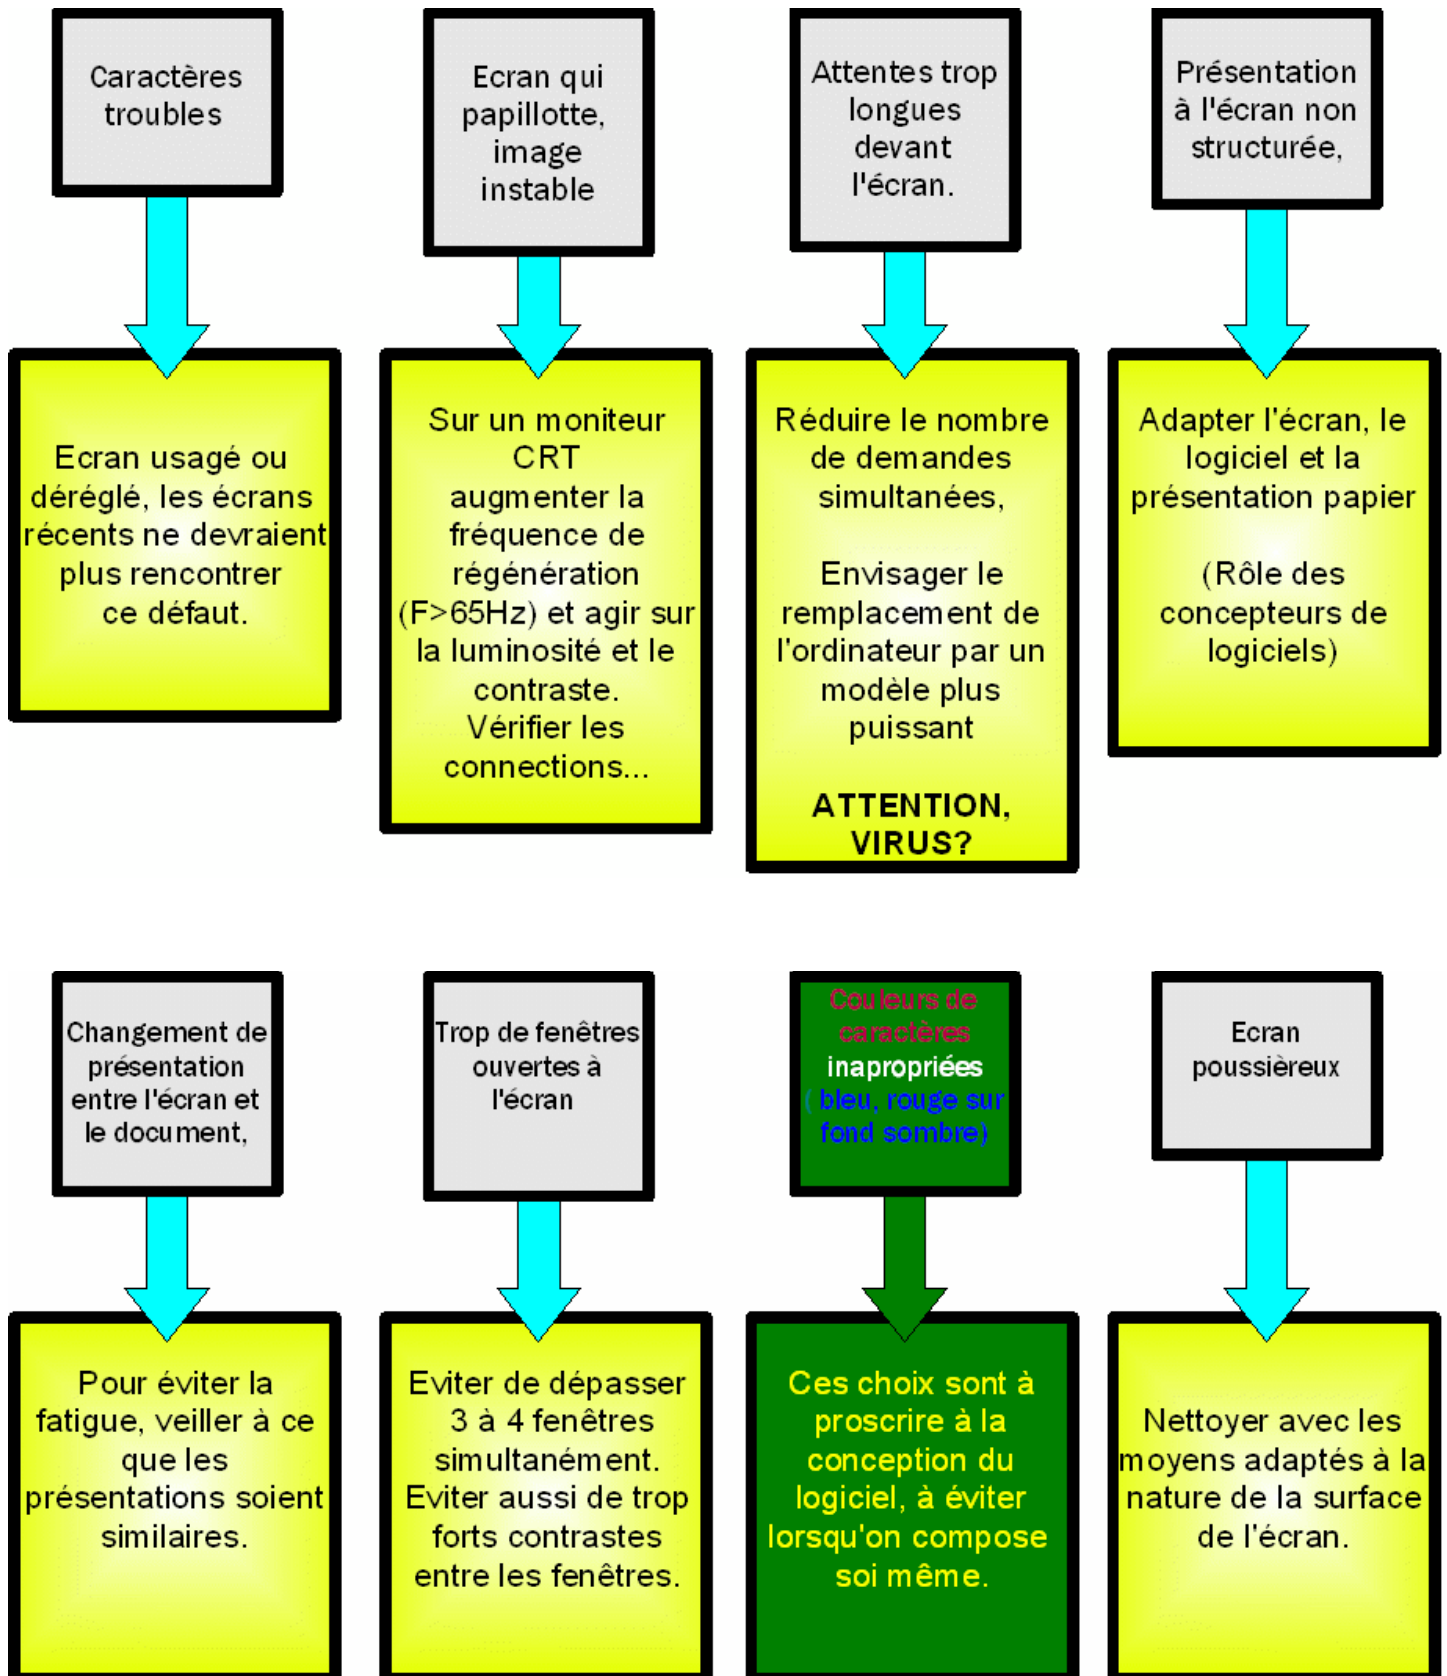 Caractères
troubles
Ecran usagé ou
déréglé, les écrans
récents ne devraient
plus rencontrer
ce défaut.
Ecran qui
papillotte,
image
instable
Sur un moniteur
CRT
augmenter la
fréquence de
régénération
(F>65Hz) et agir sur
la luminosité et le
contraste.
Vérifier les
connections...
Attentes trop
longues
devant
l'écran.
Réduire le nombre
de demandes
simultanées,
Envisager le
remplacement de
l'ordinateur par un
modèle plus
puissant
ATTENTION,
VIRUS?
Présentation
à l'écran non
structurée,
Adapter l'écran, le
logiciel et la
présentation papier
(Rôle des
concepteurs de
logiciels)
Changement de
présentation
entre l'écran et
le document,
Pour éviter la
fatigue, veiller à ce
que les
présentations soient
similaires.
Trop de fenêtres
ouvertes à
l'écran
Eviter de dépasser
3 à 4 fenêtres
simultanément.
Eviter aussi de trop
forts contrastes
entre les fenêtres.
Couleurs de
caractères
inapropriées
( bleu, rouge sur
fond sombre)
Ces choix sont à
proscrire à la
conception du
logiciel, à éviter
lorsqu'on compose
soi même.
Ecran
poussièreux
Nettoyer avec les
moyens adaptés à la
nature de la surface
de l'écran.